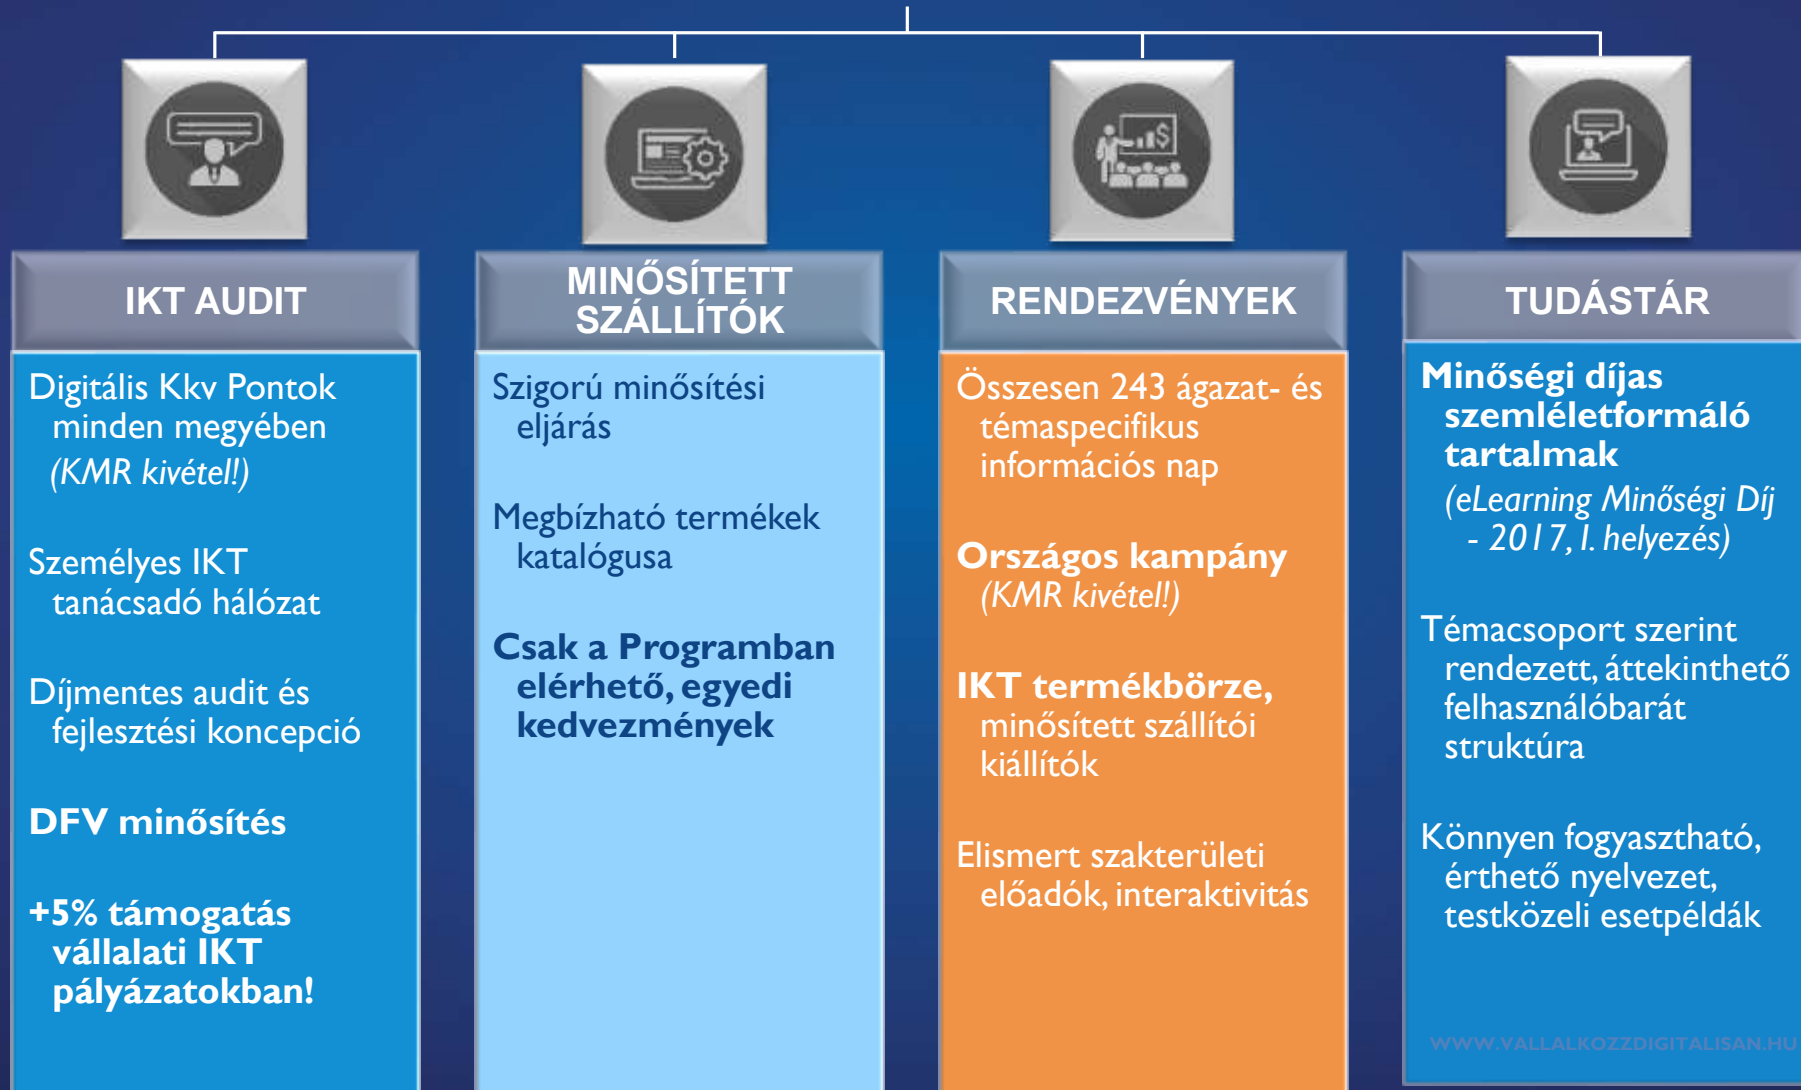 IKT AUDIT
Digitális Kkv Pontok
minden megyében
(KMR kivétel!)
Személyes IKT
tanácsadó hálózat
Díjmentes audit és
fejlesztési koncepció
DFV minősítés
+5% támogatás
vállalati IKT
pályázatokban!
MINŐSÍTETT
SZÁLLÍTÓK
Szigorú minősítési
eljárás
Megbízható termékek
katalógusa
Csak a Programban
elérhető, egyedi
kedvezmények
RENDEZVÉNYEK
Összesen 243 ágazat- és
témaspecifikus
információs nap
Országos kampány
(KMR kivétel!)
IKT termékbörze,
minősített szállítói
kiállítók
Elismert szakterületi
előadók, interaktivitás
TUDÁSTÁR
Minőségi díjas
szemléletformáló
tartalmak
(eLearning Minőségi Díj
- 2017, I. helyezés)
Témacsoport szerint
rendezett, áttekinthető
felhasználóbarát
struktúra
Könnyen fogyasztható,
érthető nyelvezet,
testközeli esetpéldák
WWW.VALLALKOZZDIGITALISAN.HU